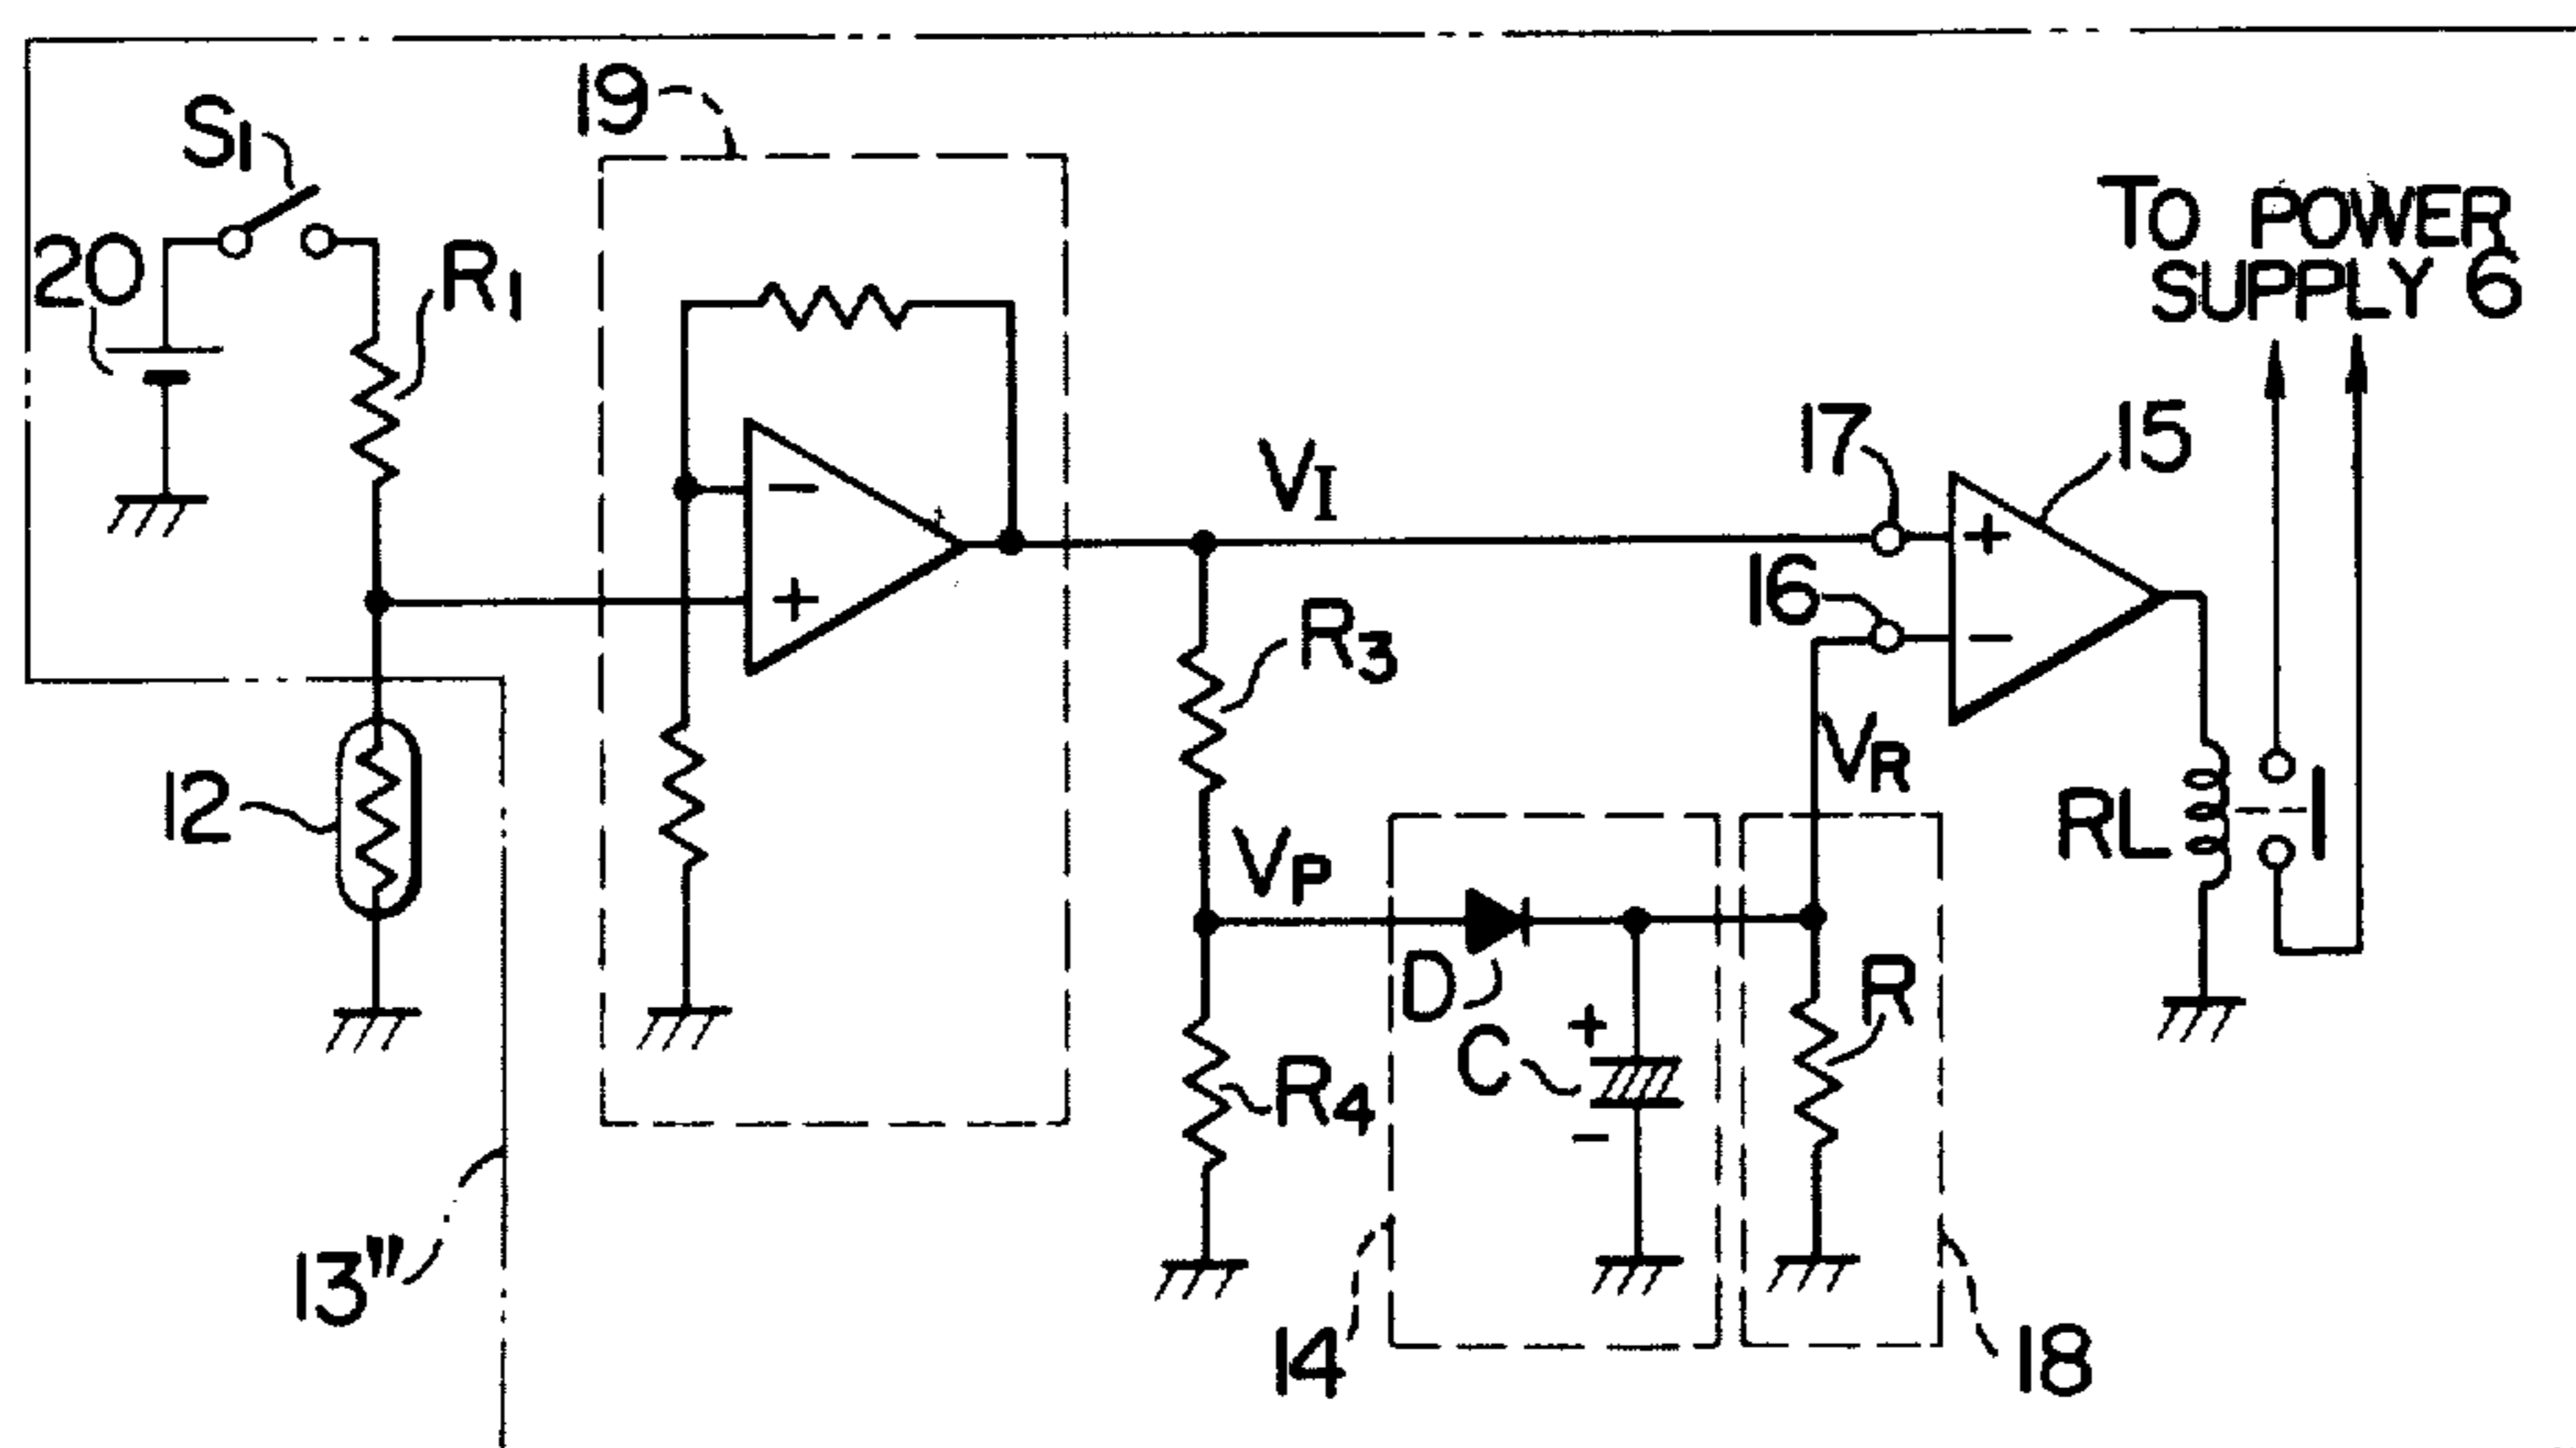 19
S1
20
R1
TO POWER
SUPPLY 6
-
+
VI
17
15
+
16
-
R3
VR
12
VP
RL
D
R
+
C
-
R4
13"
14
18